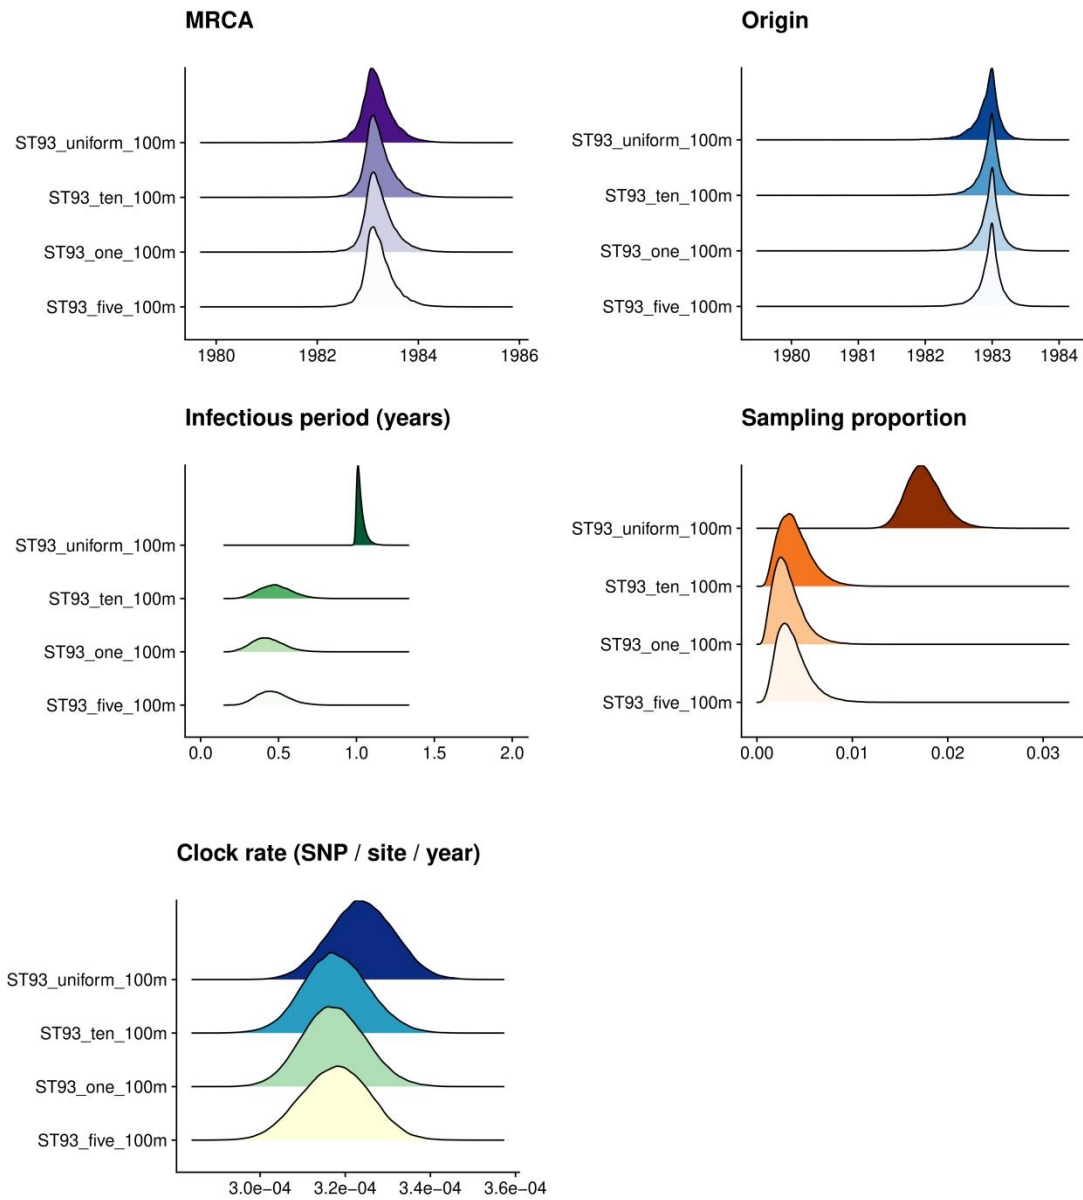 MRCA
ST93_uniform_100m
ST93_ten_100m
ST93_one_100m
ST93_five_100m
1980 1982 1984 1986
Origin
ST93_uniform_100m
ST93_ten_100m
ST93_one_100m
ST93_five_100m
1980 1981 1982 1983 1984
Infectious period (years)
ST93_uniform_100m
ST93_ten_100m
ST93_one_100m
ST93_five_100m
0.0 0.5 1.0 1.5 2.0
Sampling proportion
ST93_uniform_100m
ST93_ten_100m
ST93_one_100m
ST93_five_100m
0.00 0.01 0.02 0.03
Clock rate (SNP / site / year)
ST93_uniform_100m
ST93_ten_100m
ST93_one_100m
ST93_five_100m
3.0e−04 3.2e−04 3.4e−04 3.6e−04